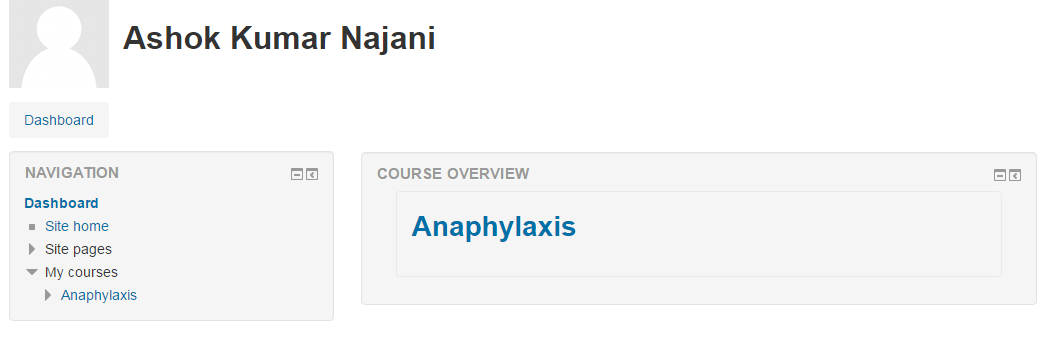 Ashok Kumar Najani
Dashboard
NAVIGATION
Dashboard
Site home
Site pages
My courses
Anaphylaxis
COURSE OVERVIEW
Anaphylaxis